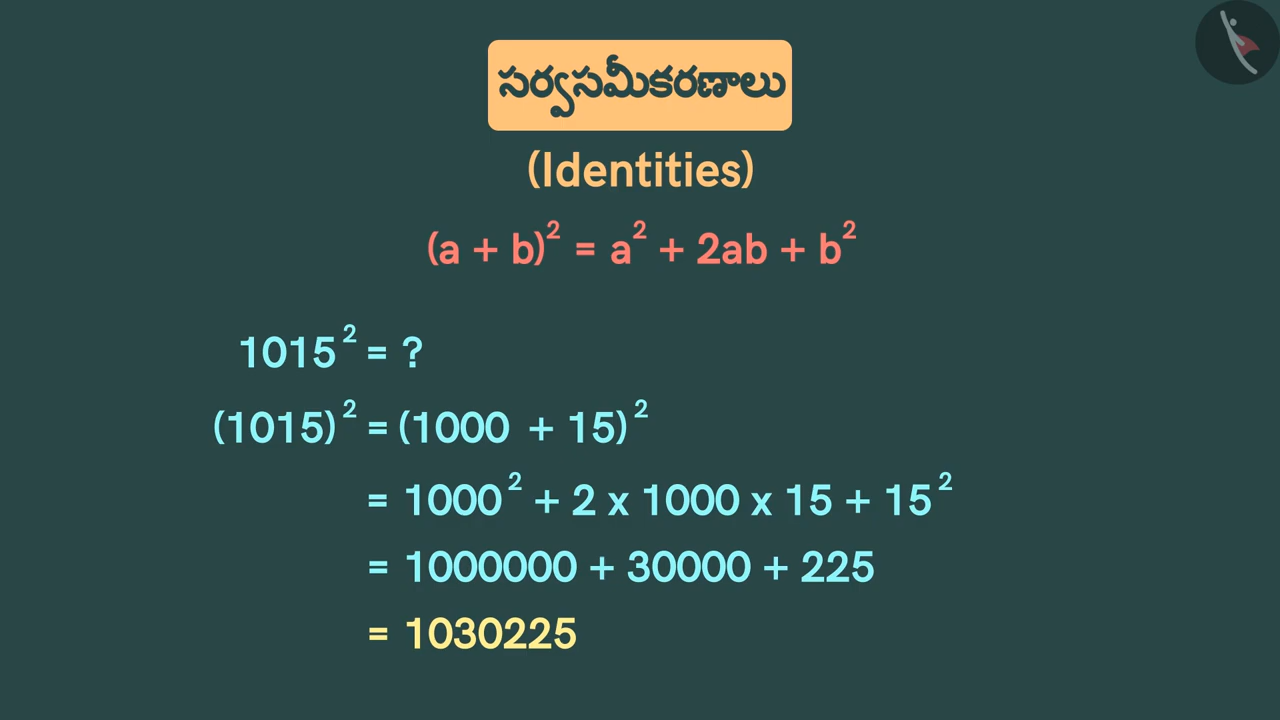 సర్వసమీకరణాలు
(Identities)
(a + b)² = a² + 2ab + b²
1015² = ?
(1015)² = (1000 + 15)²
= 1000² + 2 x 1000 x 15 + 15²
= 1000000 + 30000 + 225
= 1030225